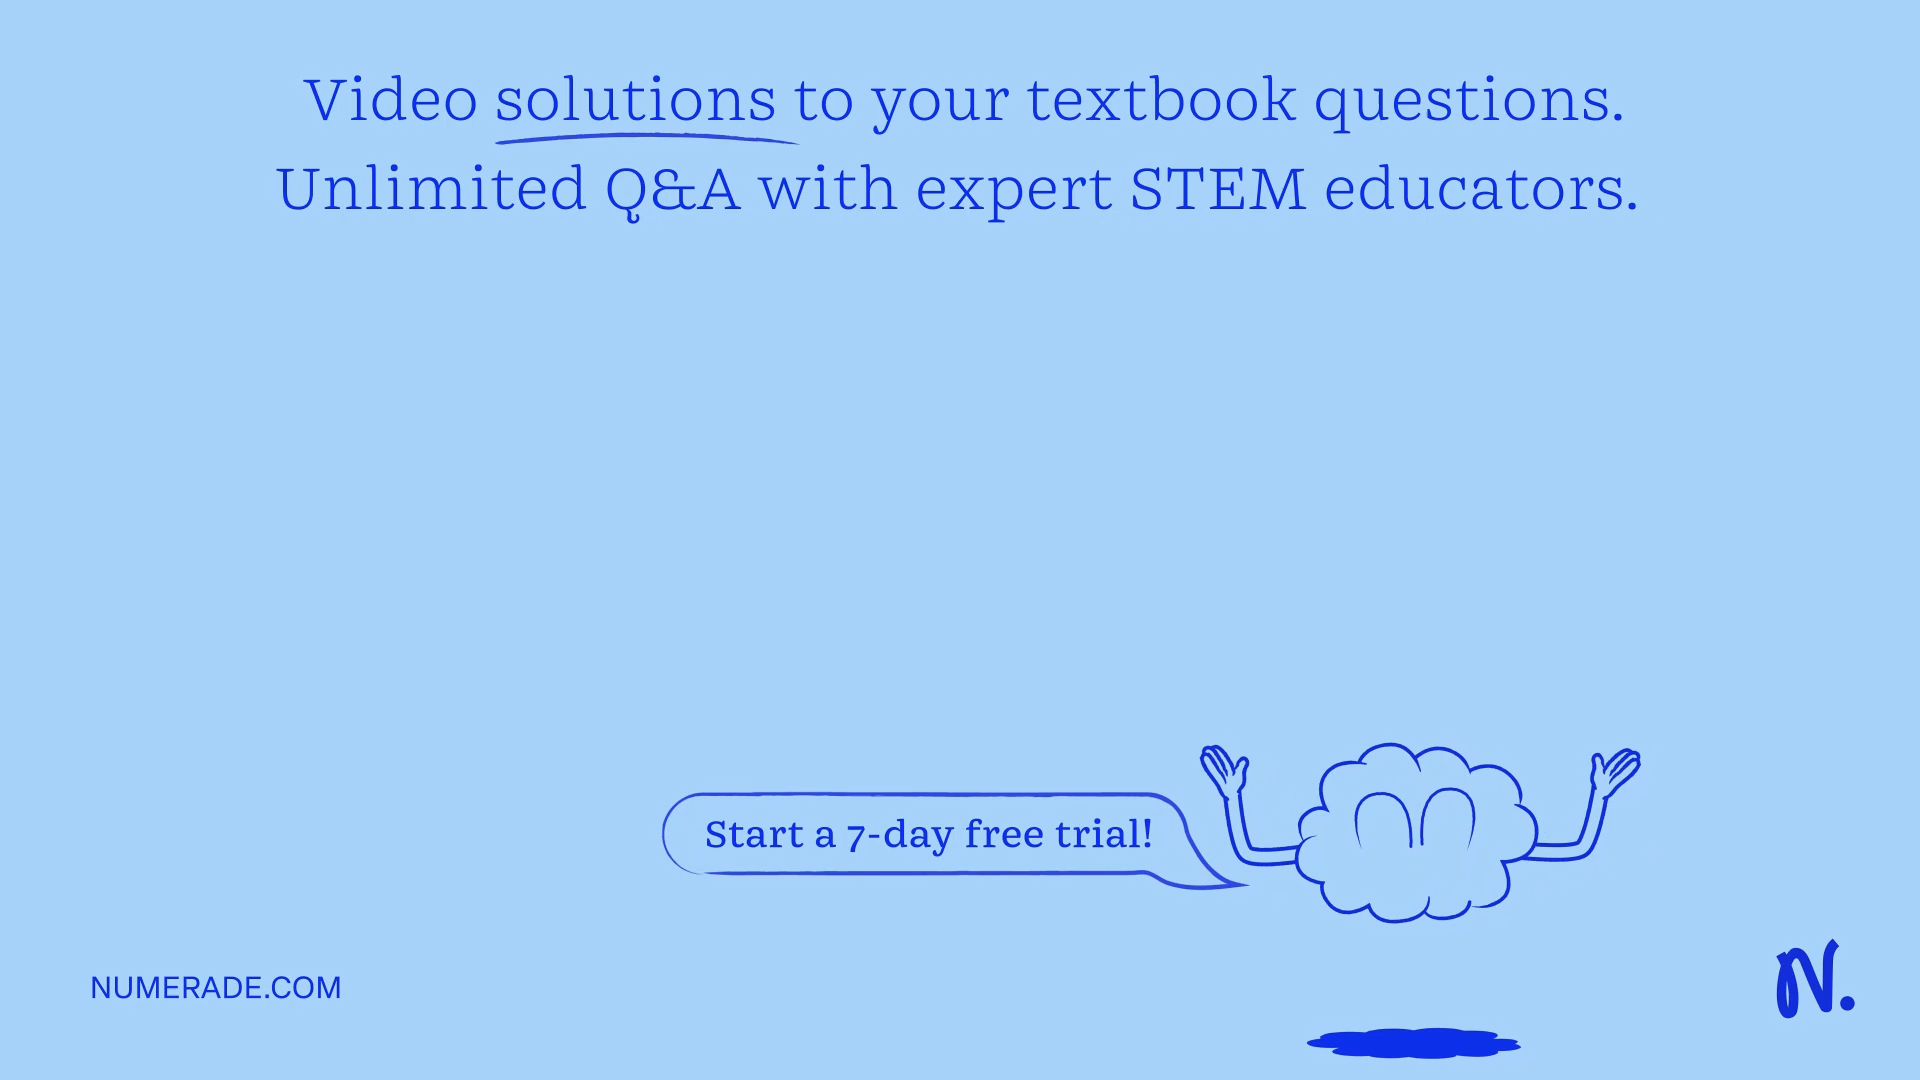 Video solutions to your textbook questions.
Unlimited Q&A with expert STEM educators.
Start a 7-day free trial!
NUMERADE.COM
N.